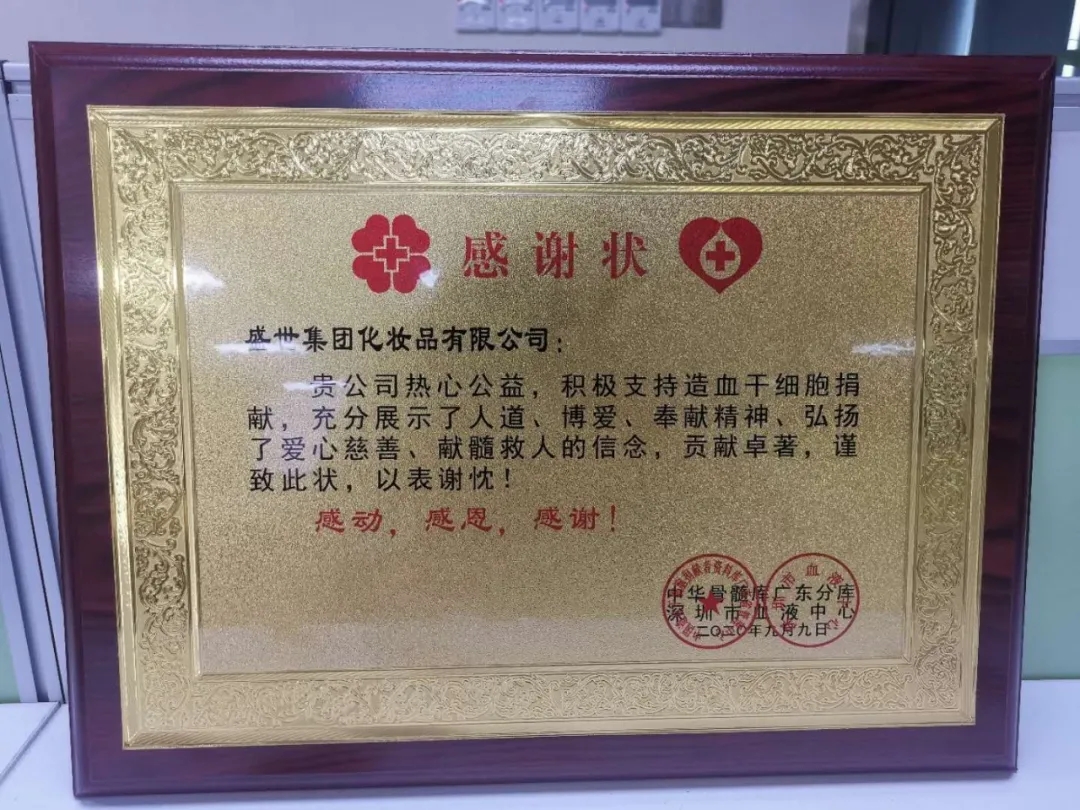 感谢状
盛世集团化妆品有限公司：
贵公司热心公益，积极支持造血干细胞捐
献，充分展示了人道、博爱、奉献精神、弘扬
了爱心慈善、献髓救人的信念，贡献卓著，谨
致此状，以表谢忱！
感动，感恩，感谢！
中华骨髓库广东分库
深圳市血液中心
二〇二〇年九月九日